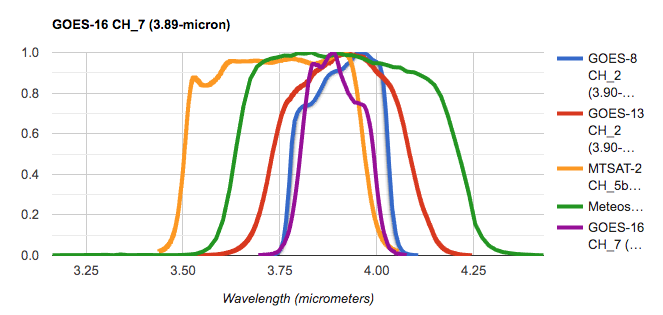 GOES-16 CH_7 (3.89-micron)
1.0
0.8
0.6
0.4
0.2
0.0
3.25 3.50 3.75 4.00 4.25
Wavelength (micrometers)
GOES-8
CH_2
(3.90-...
GOES-13
CH_2
(3.90-...
MTSAT-2
CH_5b...
Meteos...
GOES-16
CH_7 (...